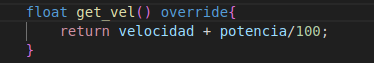 float get_vel() override{
    return velocidad + potencia/100;
}